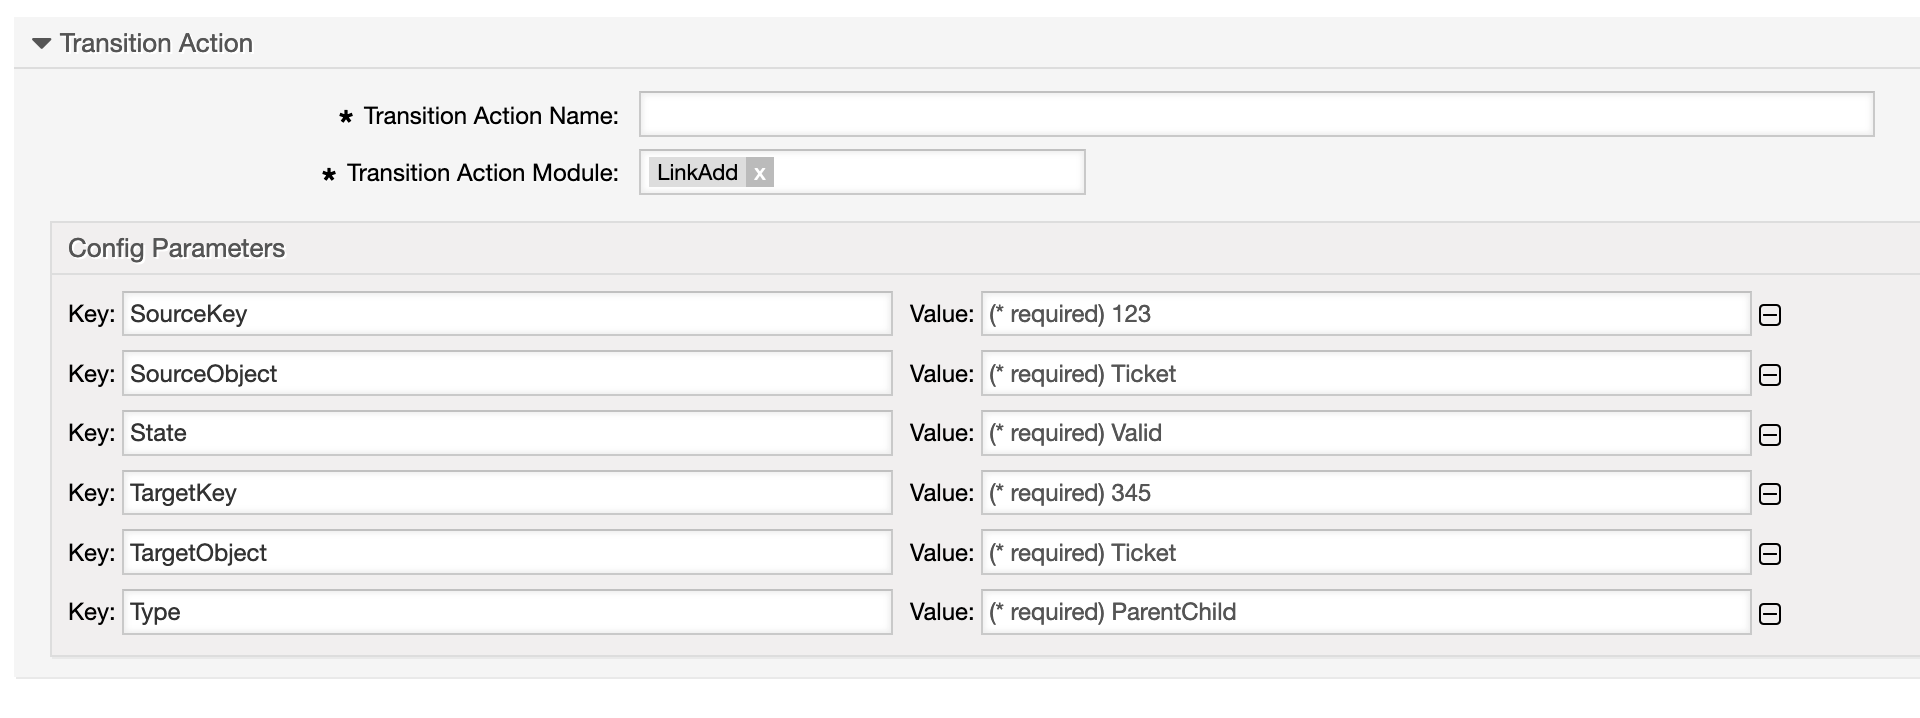 Transition Action
* Transition Action Name:
* Transition Action Module: LinkAdd x
Config Parameters
Key: SourceKey Value: (* required) 123
Key: SourceObject Value: (* required) Ticket
Key: State Value: (* required) Valid
Key: TargetKey Value: (* required) 345
Key: TargetObject Value: (* required) Ticket
Key: Type Value: (* required) ParentChild